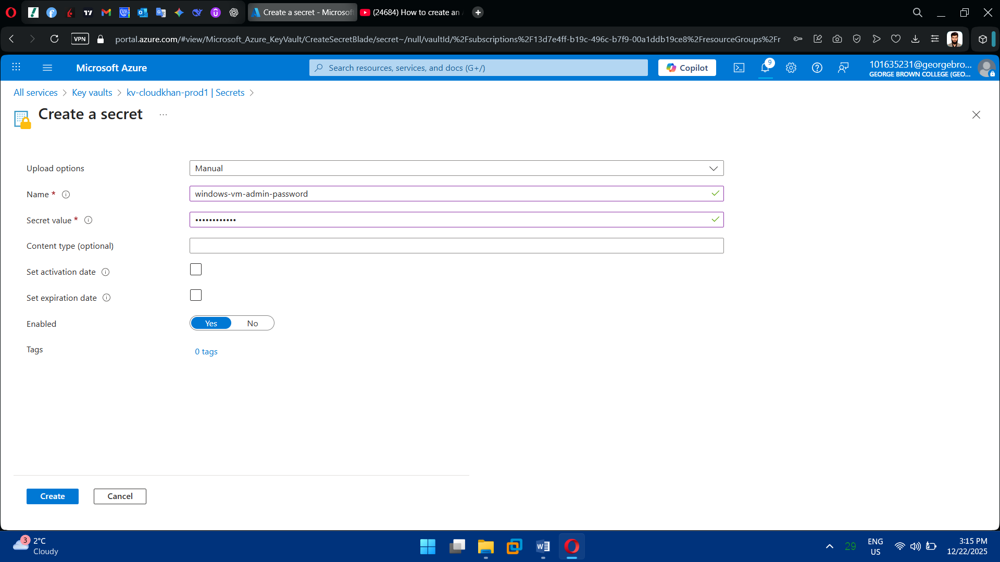 Create a secret - Microsoft
(24684) How to create an
VPN
portal.azure.com/#view/Microsoft_Azure_KeyVault/CreateSecretBlade/secret~/null/vaultId/%2Fsubscriptions%2F13d7e4ff-b19c-496c-b7f9-00a1ddb19ce8%2FresourceGroups%2Fr
Microsoft Azure
Search resources, services, and docs (G+/)
Copilot
9
101635231@georgebro...
GEORGE BROWN COLLEGE (GEO...
All services > Key vaults > kv-cloudkhan-prod1 | Secrets >
Create a secret ...
Upload options
Manual
Name *
windows-vm-admin-password
Secret value *
••••••••••••
Content type (optional)
Set activation date
Set expiration date
Enabled
Yes
No
Tags
0 tags
Create
Cancel
3
2°C
Cloudy
29
ENG
US
3:15 PM
12/22/2025